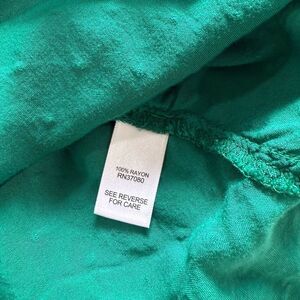 100% RAYON
RN37080
SEE REVERSE
FOR CARE